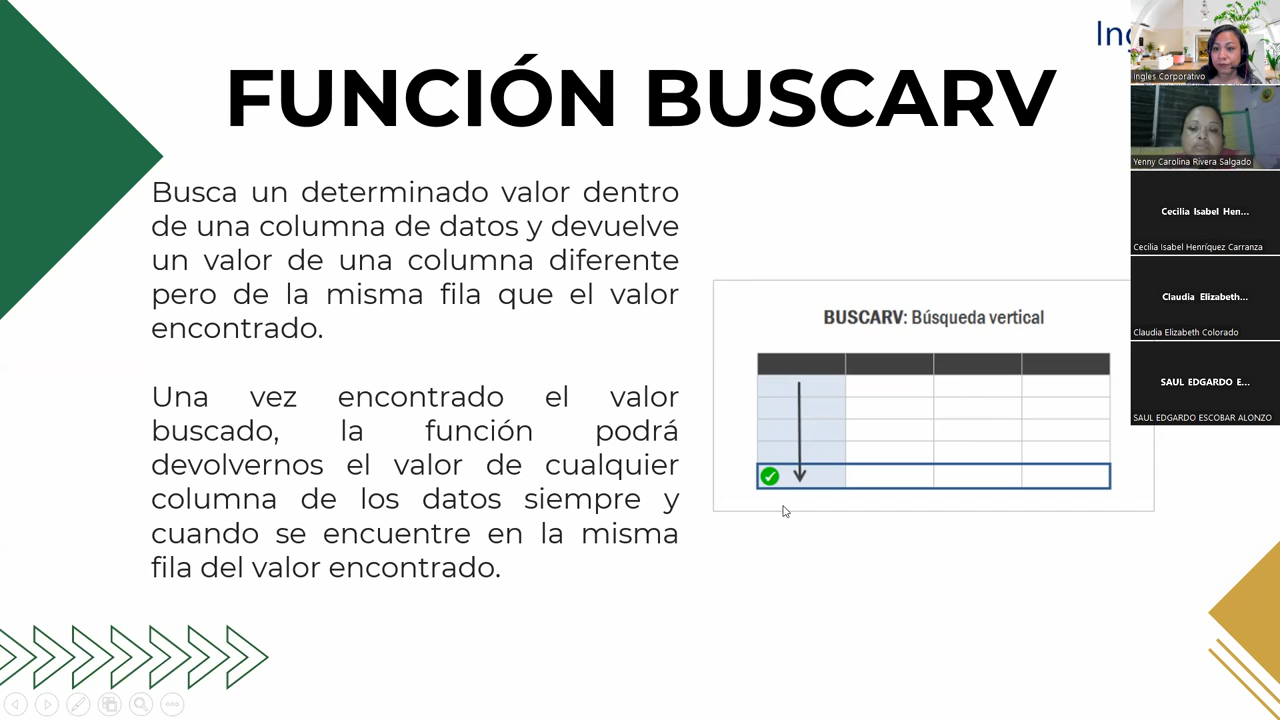 Ing
FUNCIÓN BUSCARV
Busca un determinado valor dentro
de una columna de datos y devuelve
un valor de una columna diferente
pero de la misma fila que el valor
encontrado.
Una vez encontrado el valor
buscado, la función podrá
devolvernos el valor de cualquier
columna de los datos siempre y
cuando se encuentre en la misma
fila del valor encontrado.
BUSCARV: Búsqueda vertical
Ingles Corporativo
Yenny Carolina Rivera Salgado
Cecilia Isabel Hen...
Cecilia Isabel Henríquez Carranza
Claudia Elizabeth...
Claudia Elizabeth Colorado
SAUL EDGARDO E...
SAUL EDGARDO ESCOBAR ALONZO